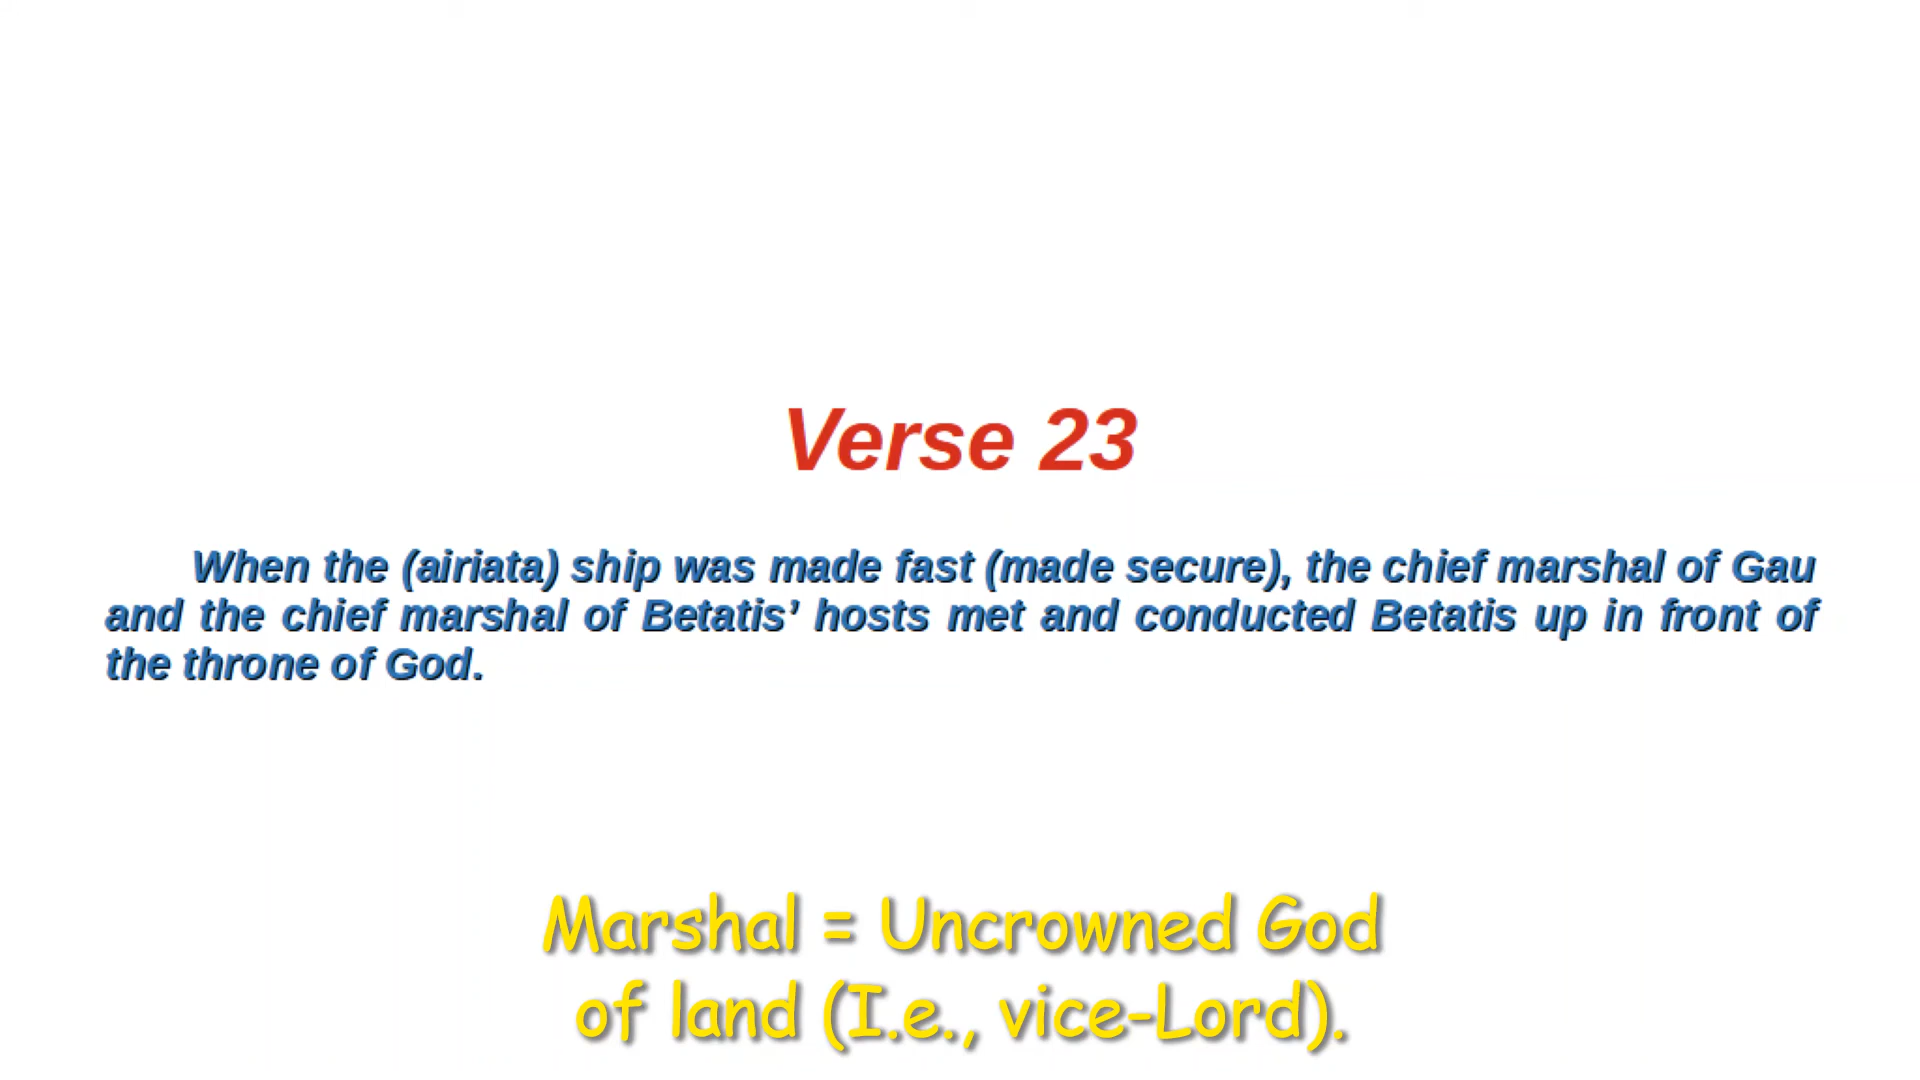 Verse 23
When the (airiata) ship was made fast (made secure), the chief marshal of Gau
and the chief marshal of Betatis’ hosts met and conducted Betatis up in front of
the throne of God.
Marshal = Uncrowned God
of land (I.e., vice-Lord).